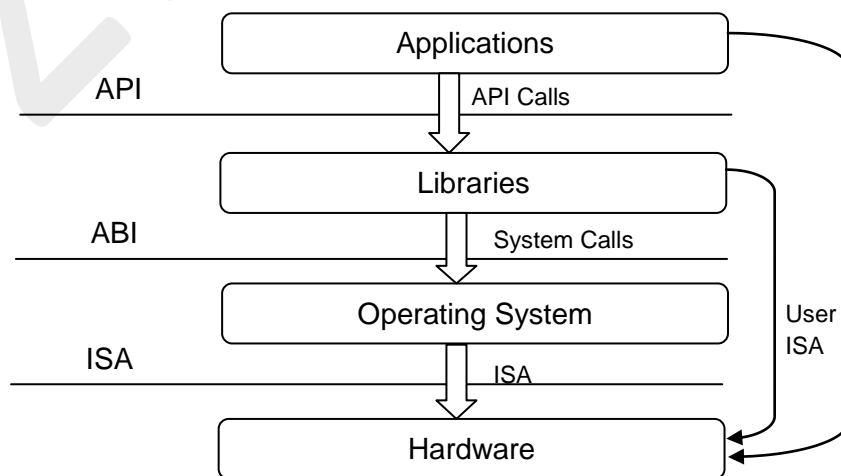 Applications
API
API Calls
Libraries
ABI
System Calls
Operating System
User
ISA
ISA
ISA
Hardware